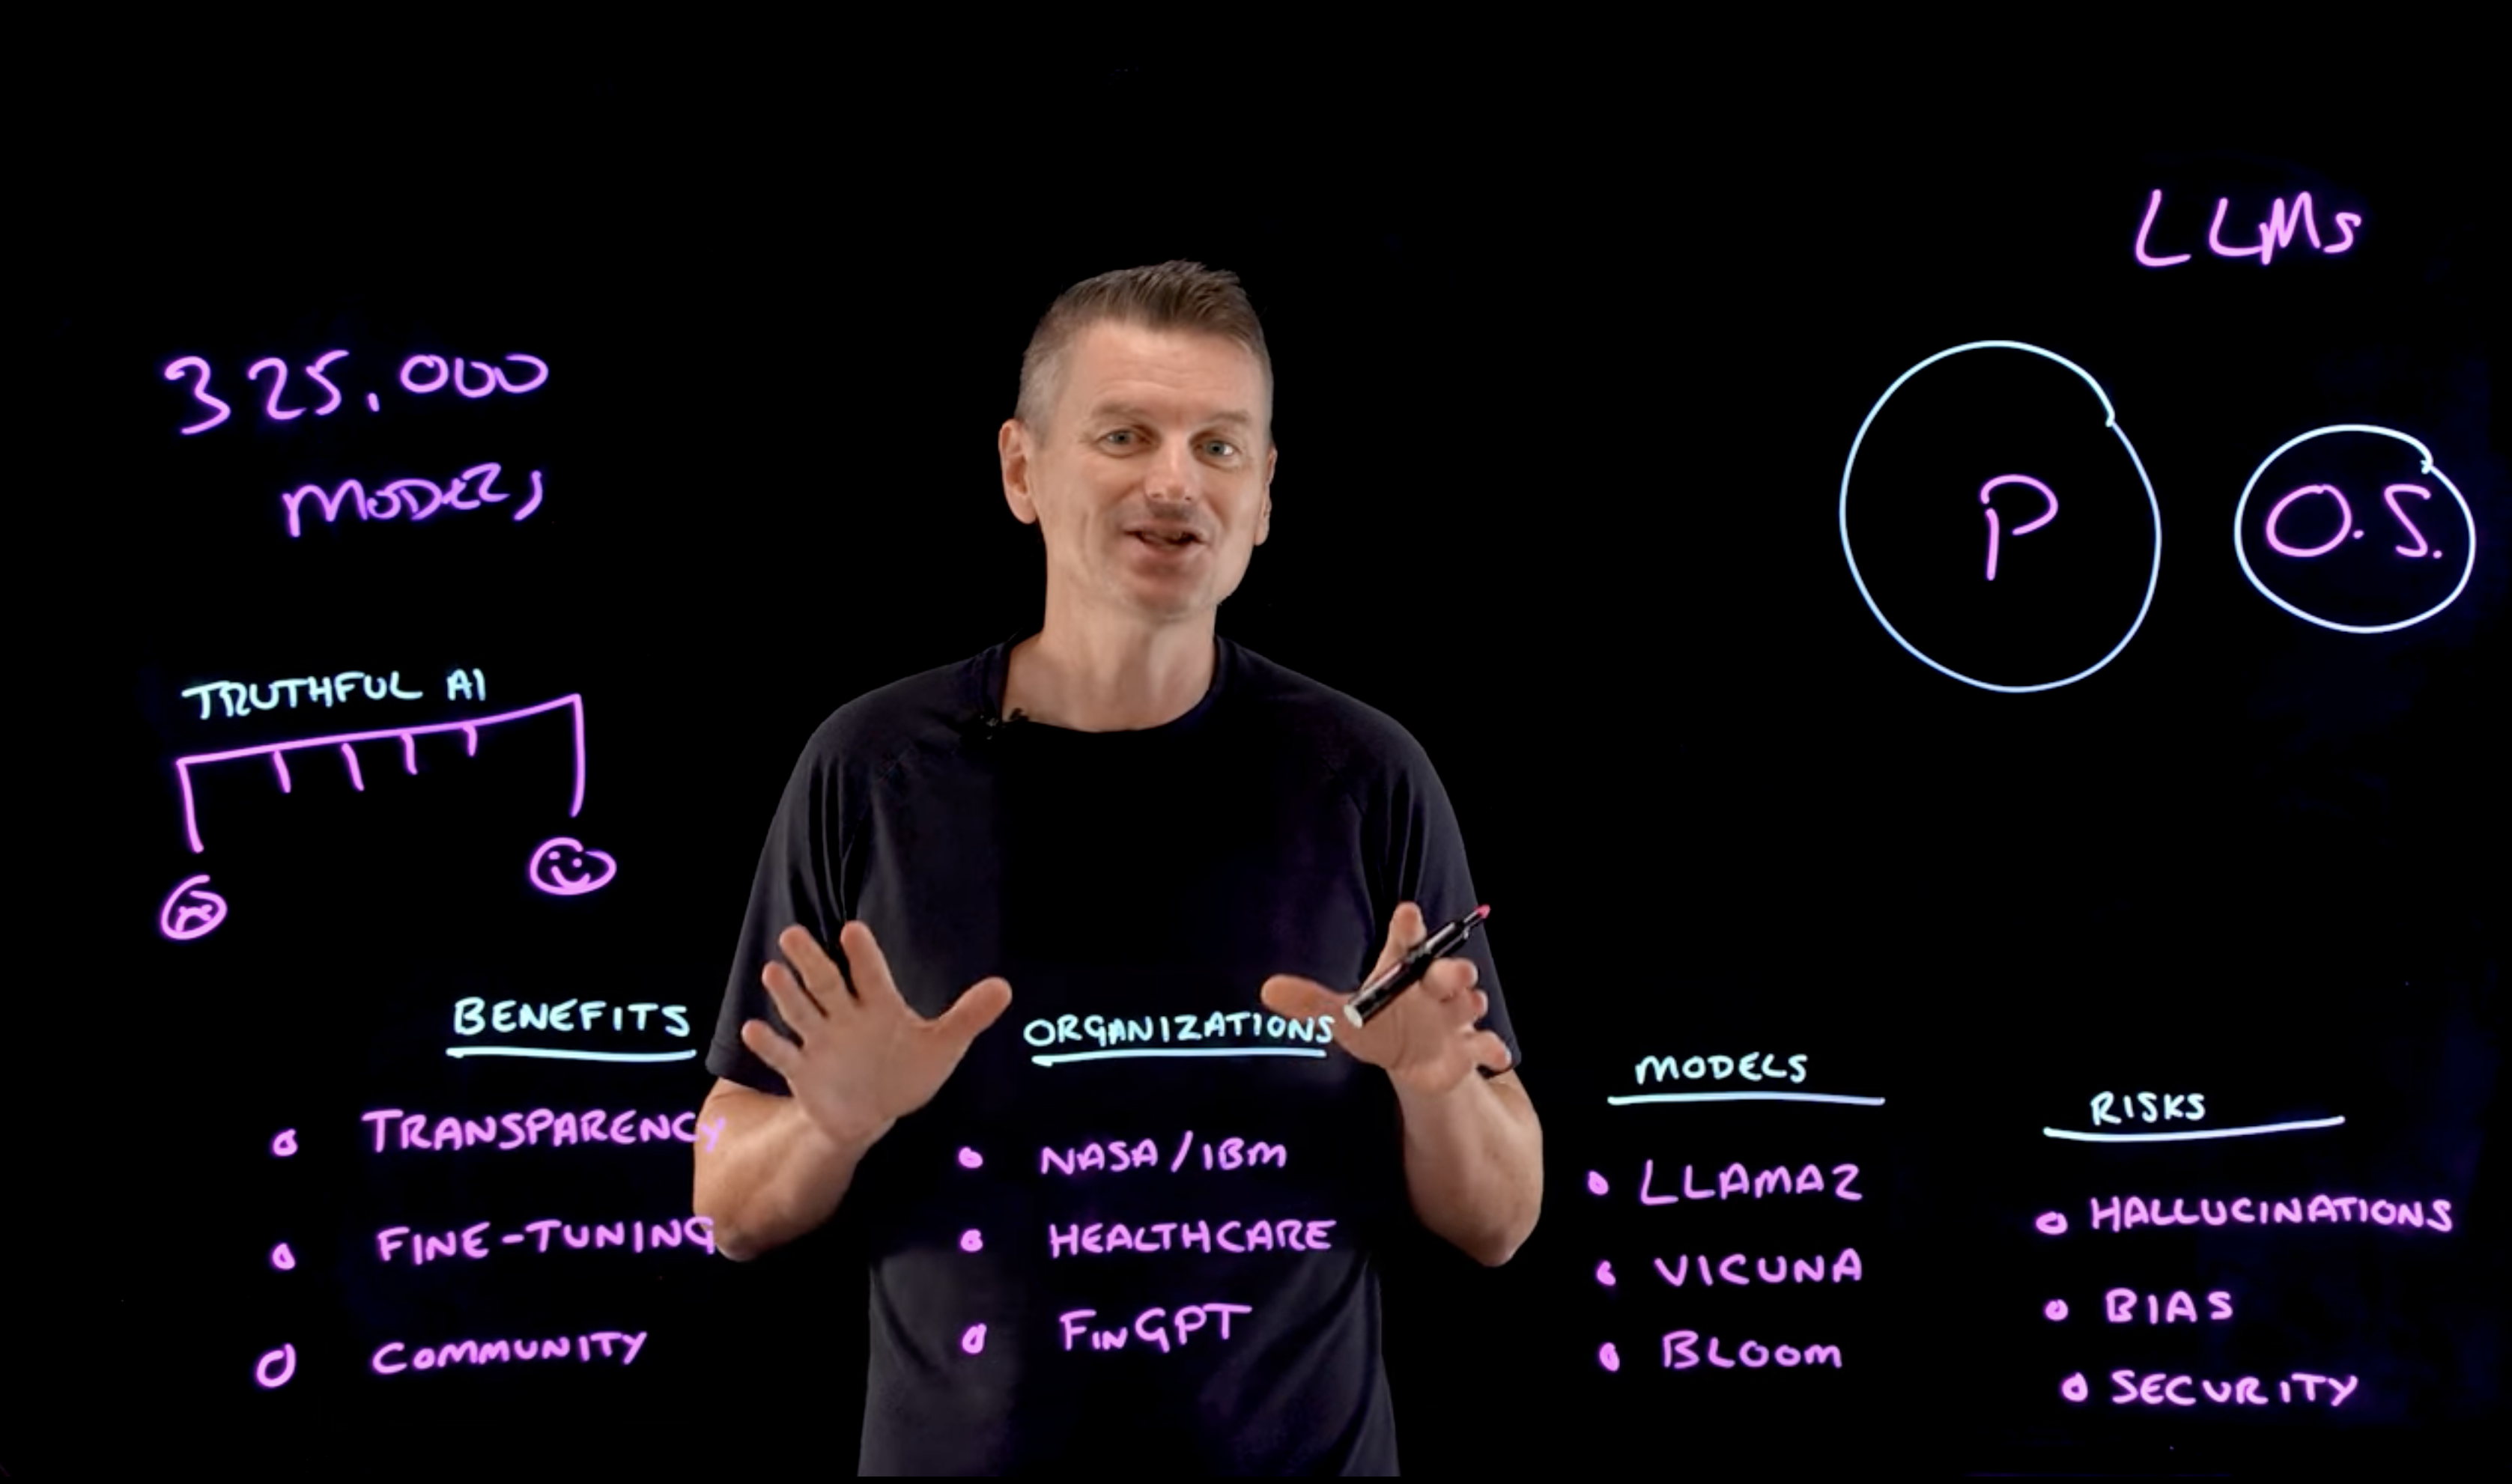 LLMs
325,000
MODELS
P
O.S.
TRUTHFUL AI
BENEFITS
TRANSPARENCY
FINE-TUNING
COMMUNITY
ORGANIZATIONS
NASA/IBM
HEALTHCARE
FINGPT
MODELS
LLAMA2
VICUNA
BLOOM
RISKS
HALLUCINATIONS
BIAS
SECURITY